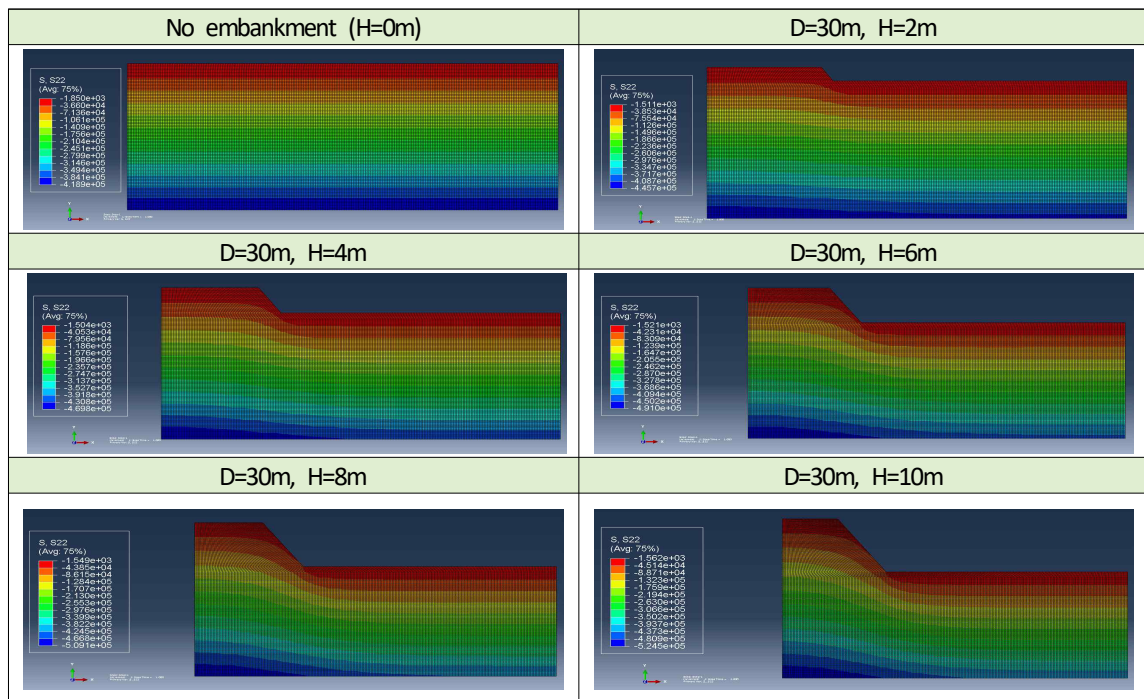 No embankment (H=0m)
D=30m, H=2m
S, S22
(Avg: 75%)
-1.850e+03
-3.660e+04
-7.136e+04
-1.061e+05
-1.409e+05
-1.756e+05
-2.104e+05
-2.451e+05
-2.799e+05
-3.146e+05
-3.494e+05
-3.841e+05
-4.189e+05
Y
X
S, S22
(Avg: 75%)
-1.511e+03
-3.853e+04
-7.554e+04
-1.126e+05
-1.496e+05
-1.866e+05
-2.236e+05
-2.606e+05
-2.976e+05
-3.347e+05
-3.717e+05
-4.087e+05
-4.457e+05
Y
X
D=30m, H=4m
D=30m, H=6m
S, S22
(Avg: 75%)
-1.504e+03
-4.053e+04
-7.956e+04
-1.186e+05
-1.576e+05
-1.966e+05
-2.357e+05
-2.747e+05
-3.137e+05
-3.527e+05
-3.918e+05
-4.308e+05
-4.698e+05
Y
X
S, S22
(Avg: 75%)
-1.521e+03
-4.231e+04
-8.309e+04
-1.239e+05
-1.647e+05
-2.055e+05
-2.462e+05
-2.870e+05
-3.278e+05
-3.686e+05
-4.094e+05
-4.502e+05
-4.910e+05
Y
X
D=30m, H=8m
D=30m, H=10m
S, S22
(Avg: 75%)
-1.549e+03
-4.385e+04
-8.615e+04
-1.284e+05
-1.707e+05
-2.130e+05
-2.553e+05
-2.976e+05
-3.399e+05
-3.822e+05
-4.245e+05
-4.668e+05
-5.091e+05
Y
X
S, S22
(Avg: 75%)
-1.562e+03
-4.514e+04
-8.871e+04
-1.323e+05
-1.759e+05
-2.194e+05
-2.630e+05
-3.066e+05
-3.502e+05
-3.937e+05
-4.373e+05
-4.809e+05
-5.245e+05
Y
X